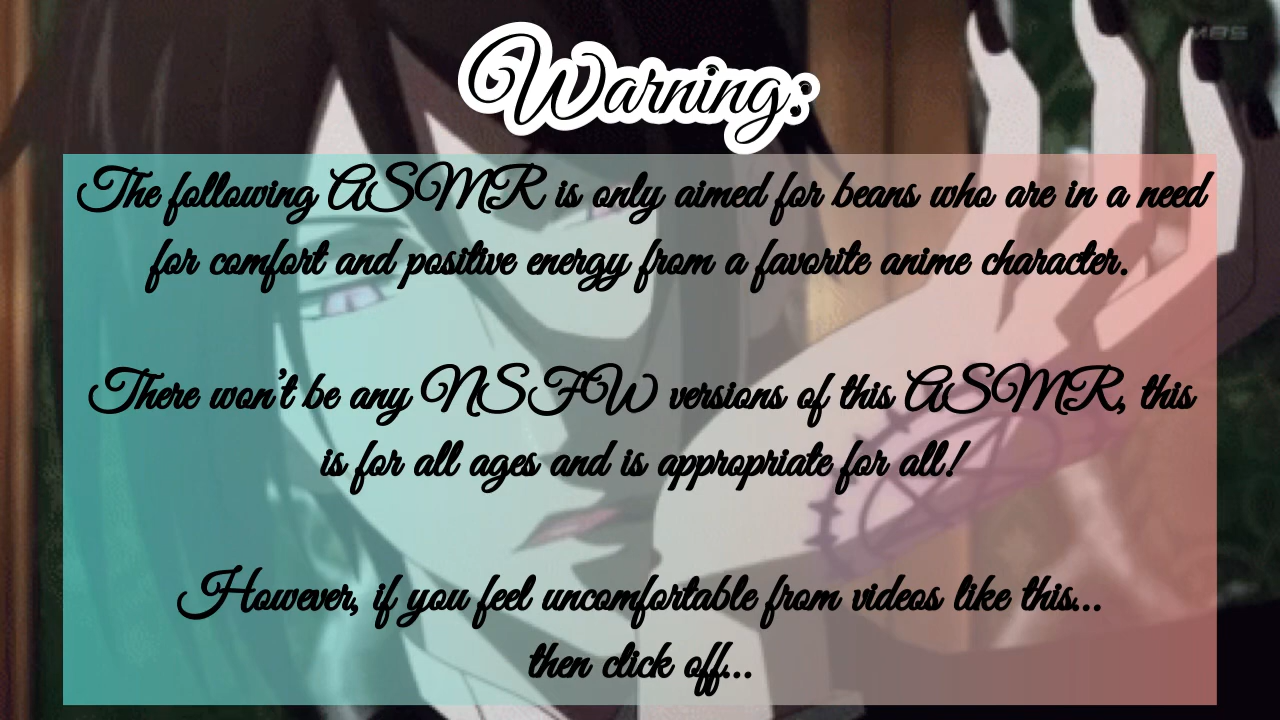 MBS
Warning:
The following ASMR is only aimed for beans who are in a need
for comfort and positive energy from a favorite anime character.
There won't be any NSFW versions of this ASMR, this
is for all ages and is appropriate for all!
However, if you feel uncomfortable from videos like this...
then click off...